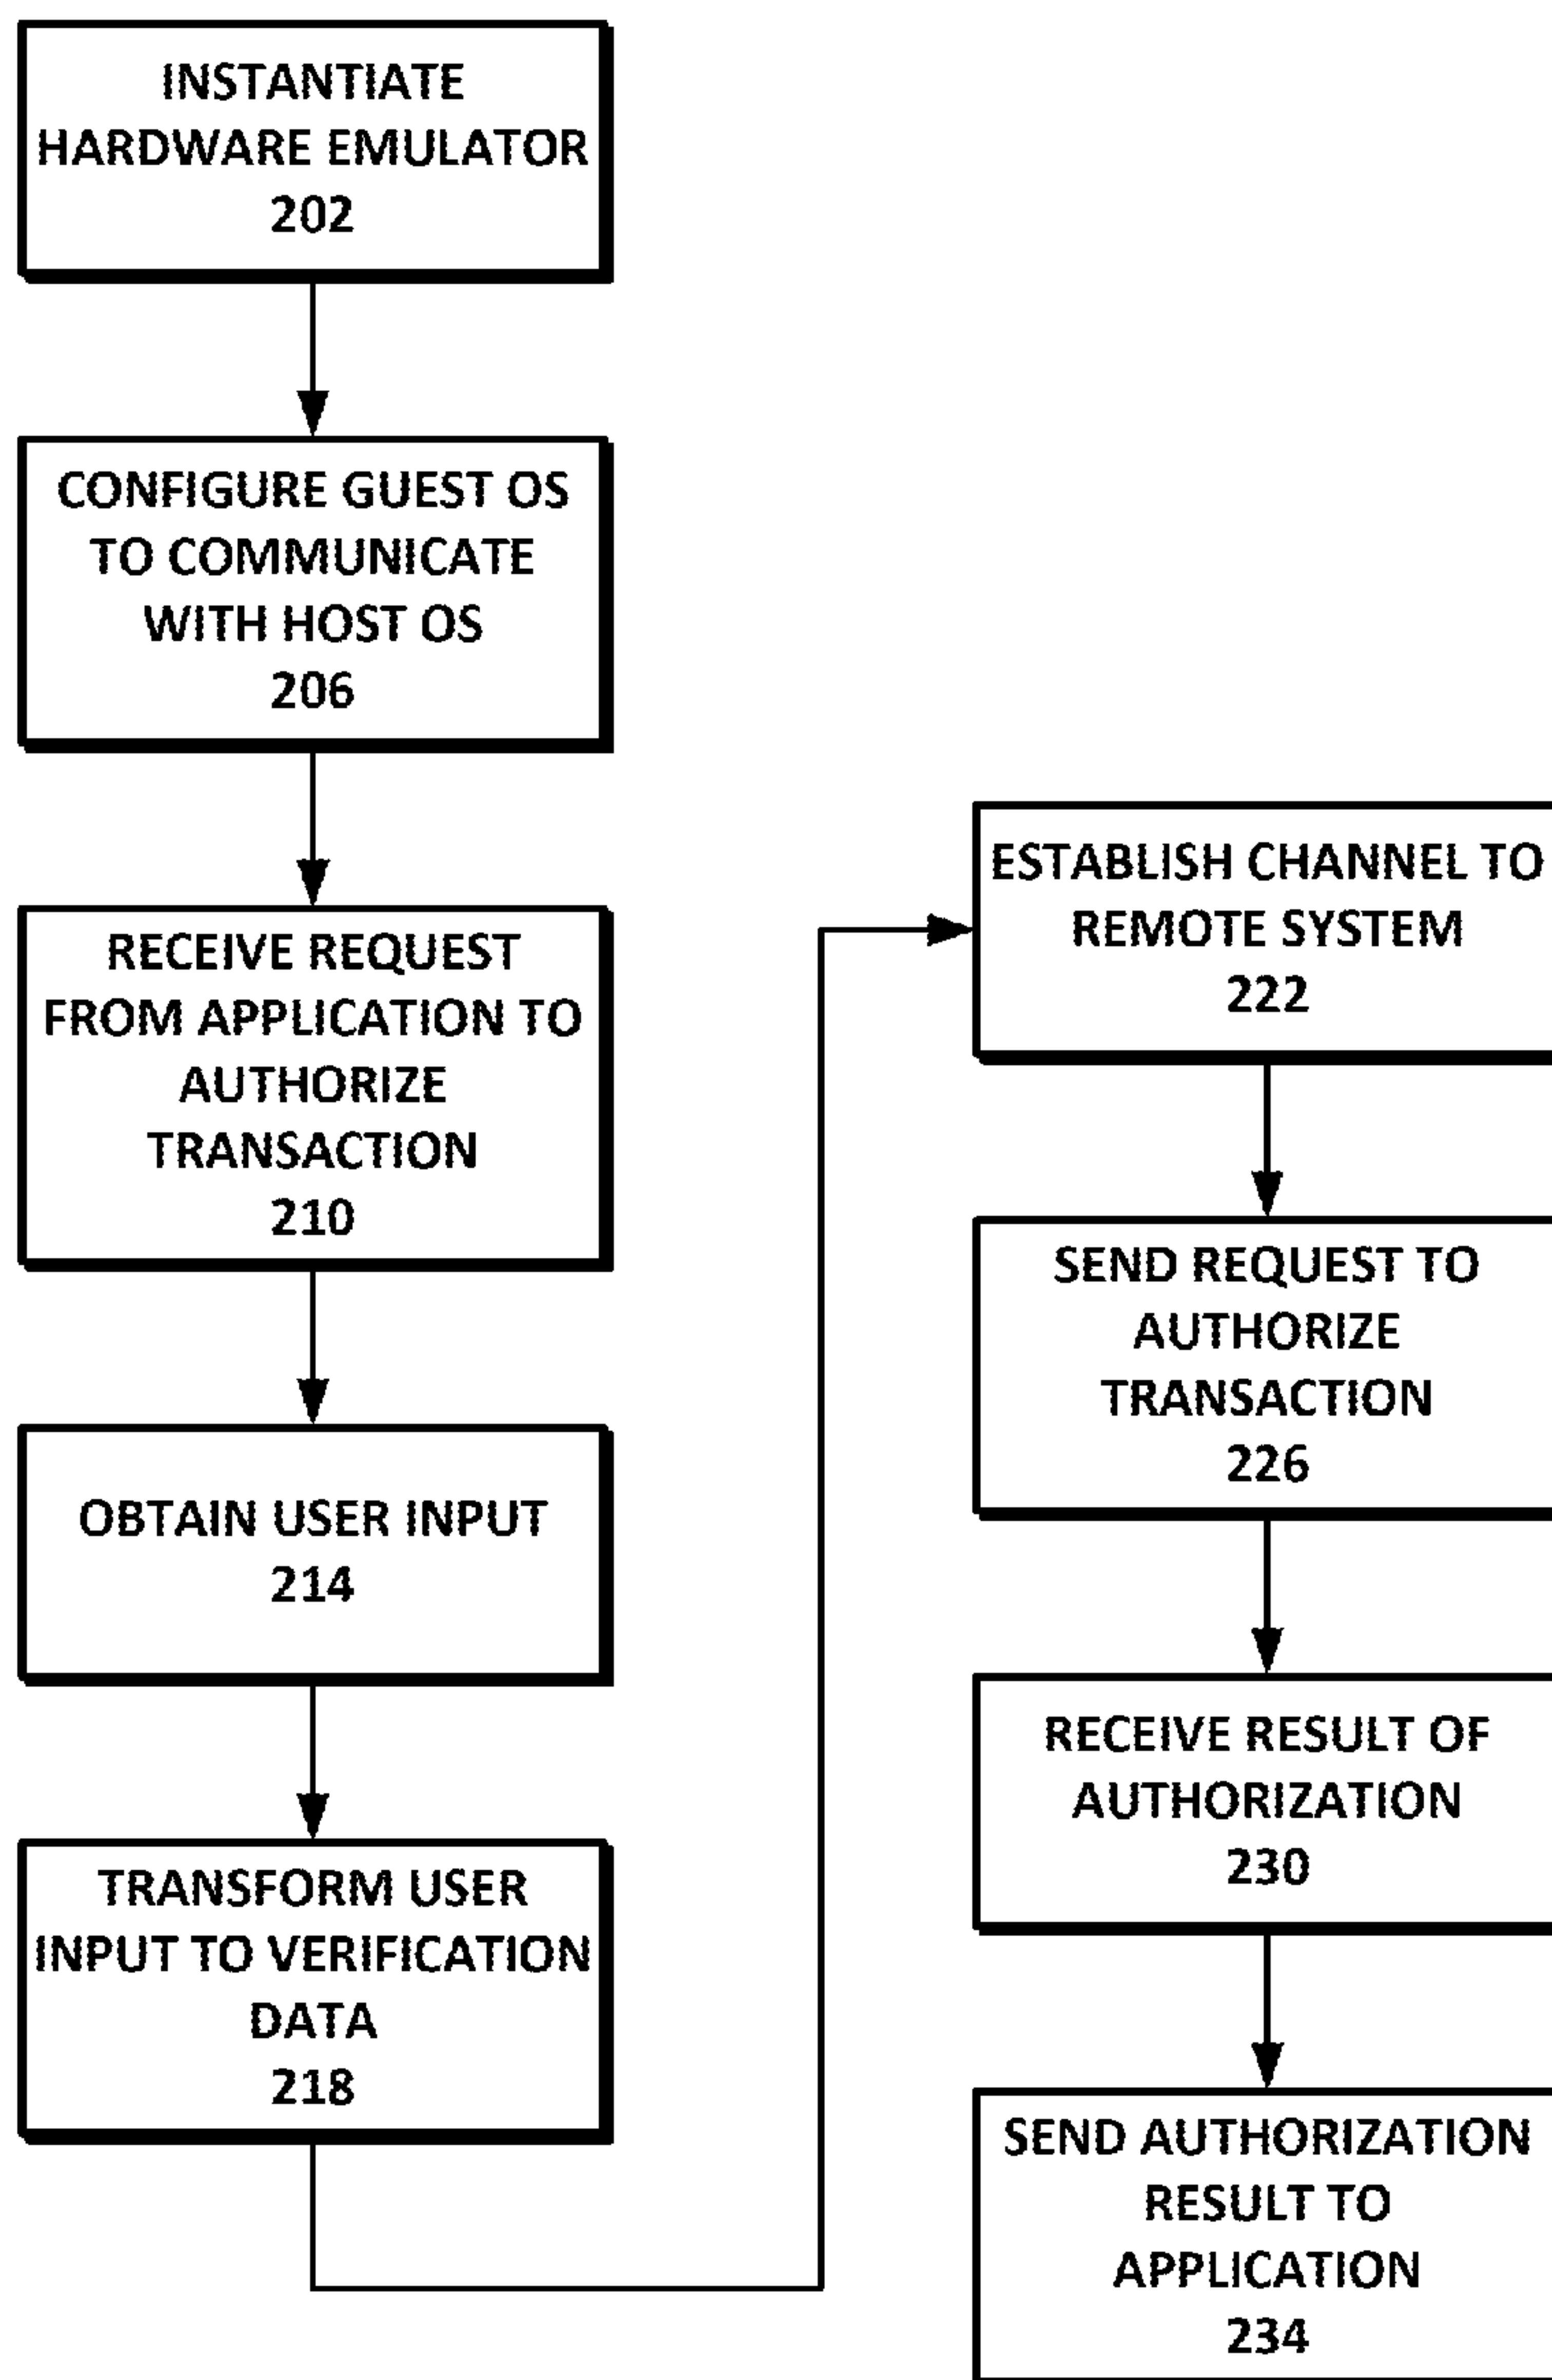 INSTANTIATE
HARDWARE EMULATOR
202
CONFIGURE GUEST OS
TO COMMUNICATE
WITH HOST OS
206
RECEIVE REQUEST
FROM APPLICATION TO
AUTHORIZE
TRANSACTION
210
OBTAIN USER INPUT
214
TRANSFORM USER
INPUT TO VERIFICATION
DATA
218
ESTABLISH CHANNEL TO
REMOTE SYSTEM
222
SEND REQUEST TO
AUTHORIZE
TRANSACTION
226
RECEIVE RESULT OF
AUTHORIZATION
230
SEND AUTHORIZATION
RESULT TO
APPLICATION
234